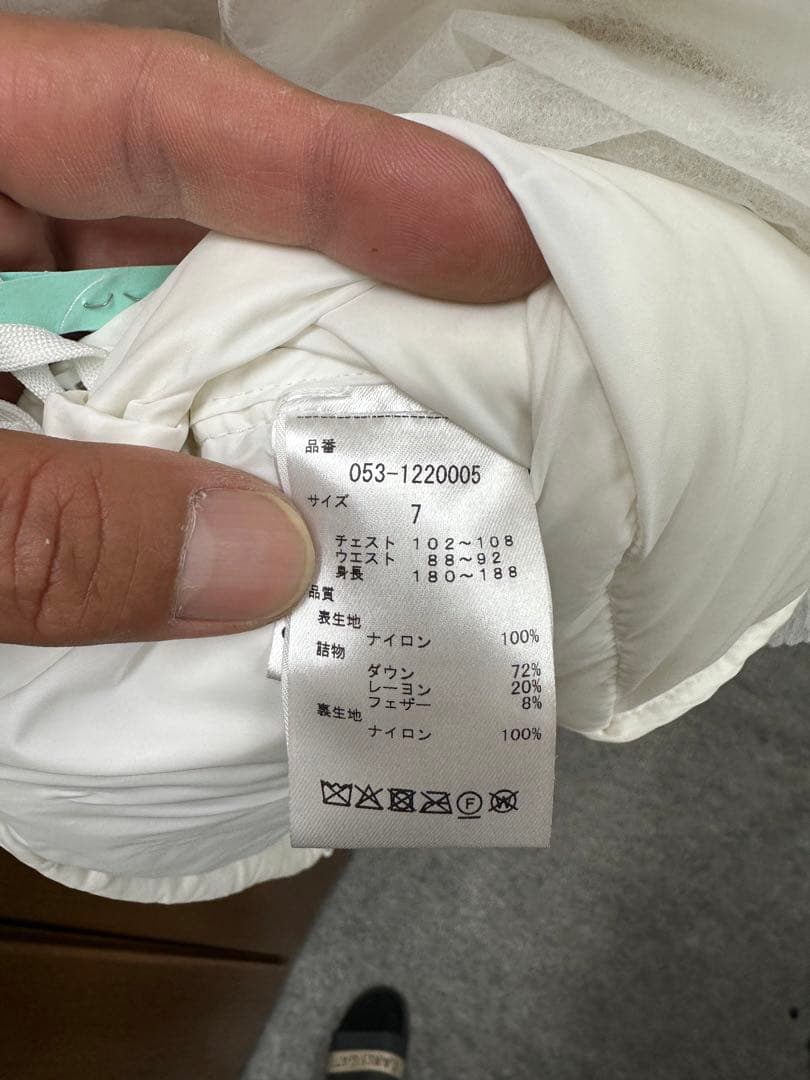 品番
053-1220005
サイズ
7
チェスト 102〜108
ウエスト 88〜92
身長 180〜188
品質
表生地
ナイロン 100%
詰物
ダウン 72%
レーヨン 20%
フェザー 8%
裏生地
ナイロン 100%
F
W